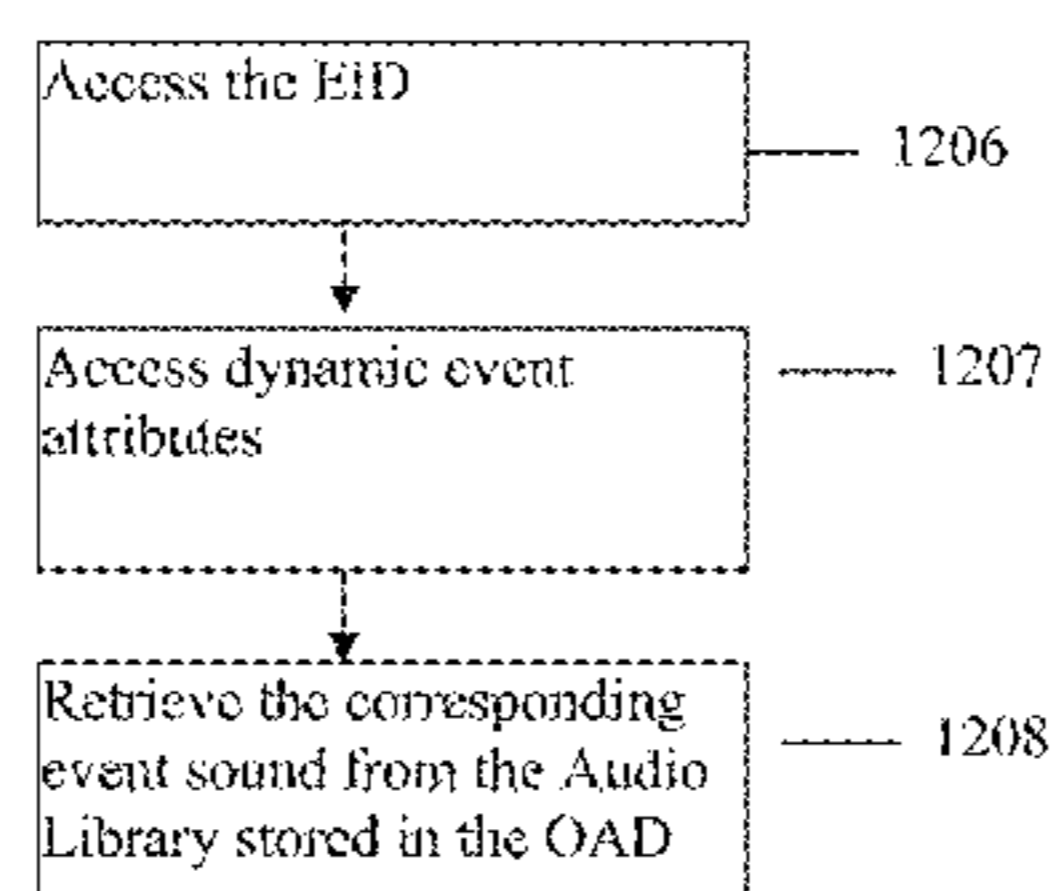 Access the EHD
1206
Access dynamic event
attributes
1207
Retrieve the corresponding
event sound from the Audio
Library stored in the OAD
1208